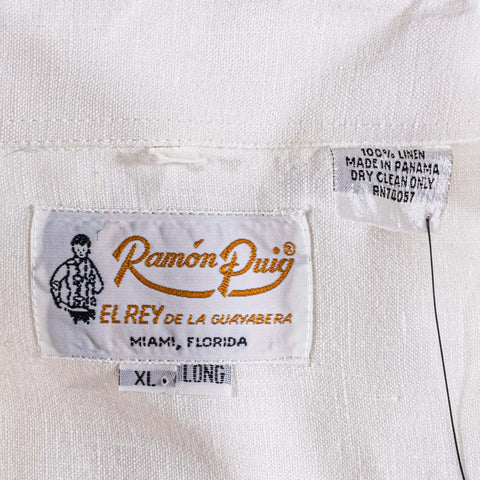 100% LINEN
MADE IN PANAMA
DRY CLEAN ONLY
RN74057
Ramón Puig®
EL REY DE LA GUAYABERA
MIAMI, FLORIDA
XL LONG